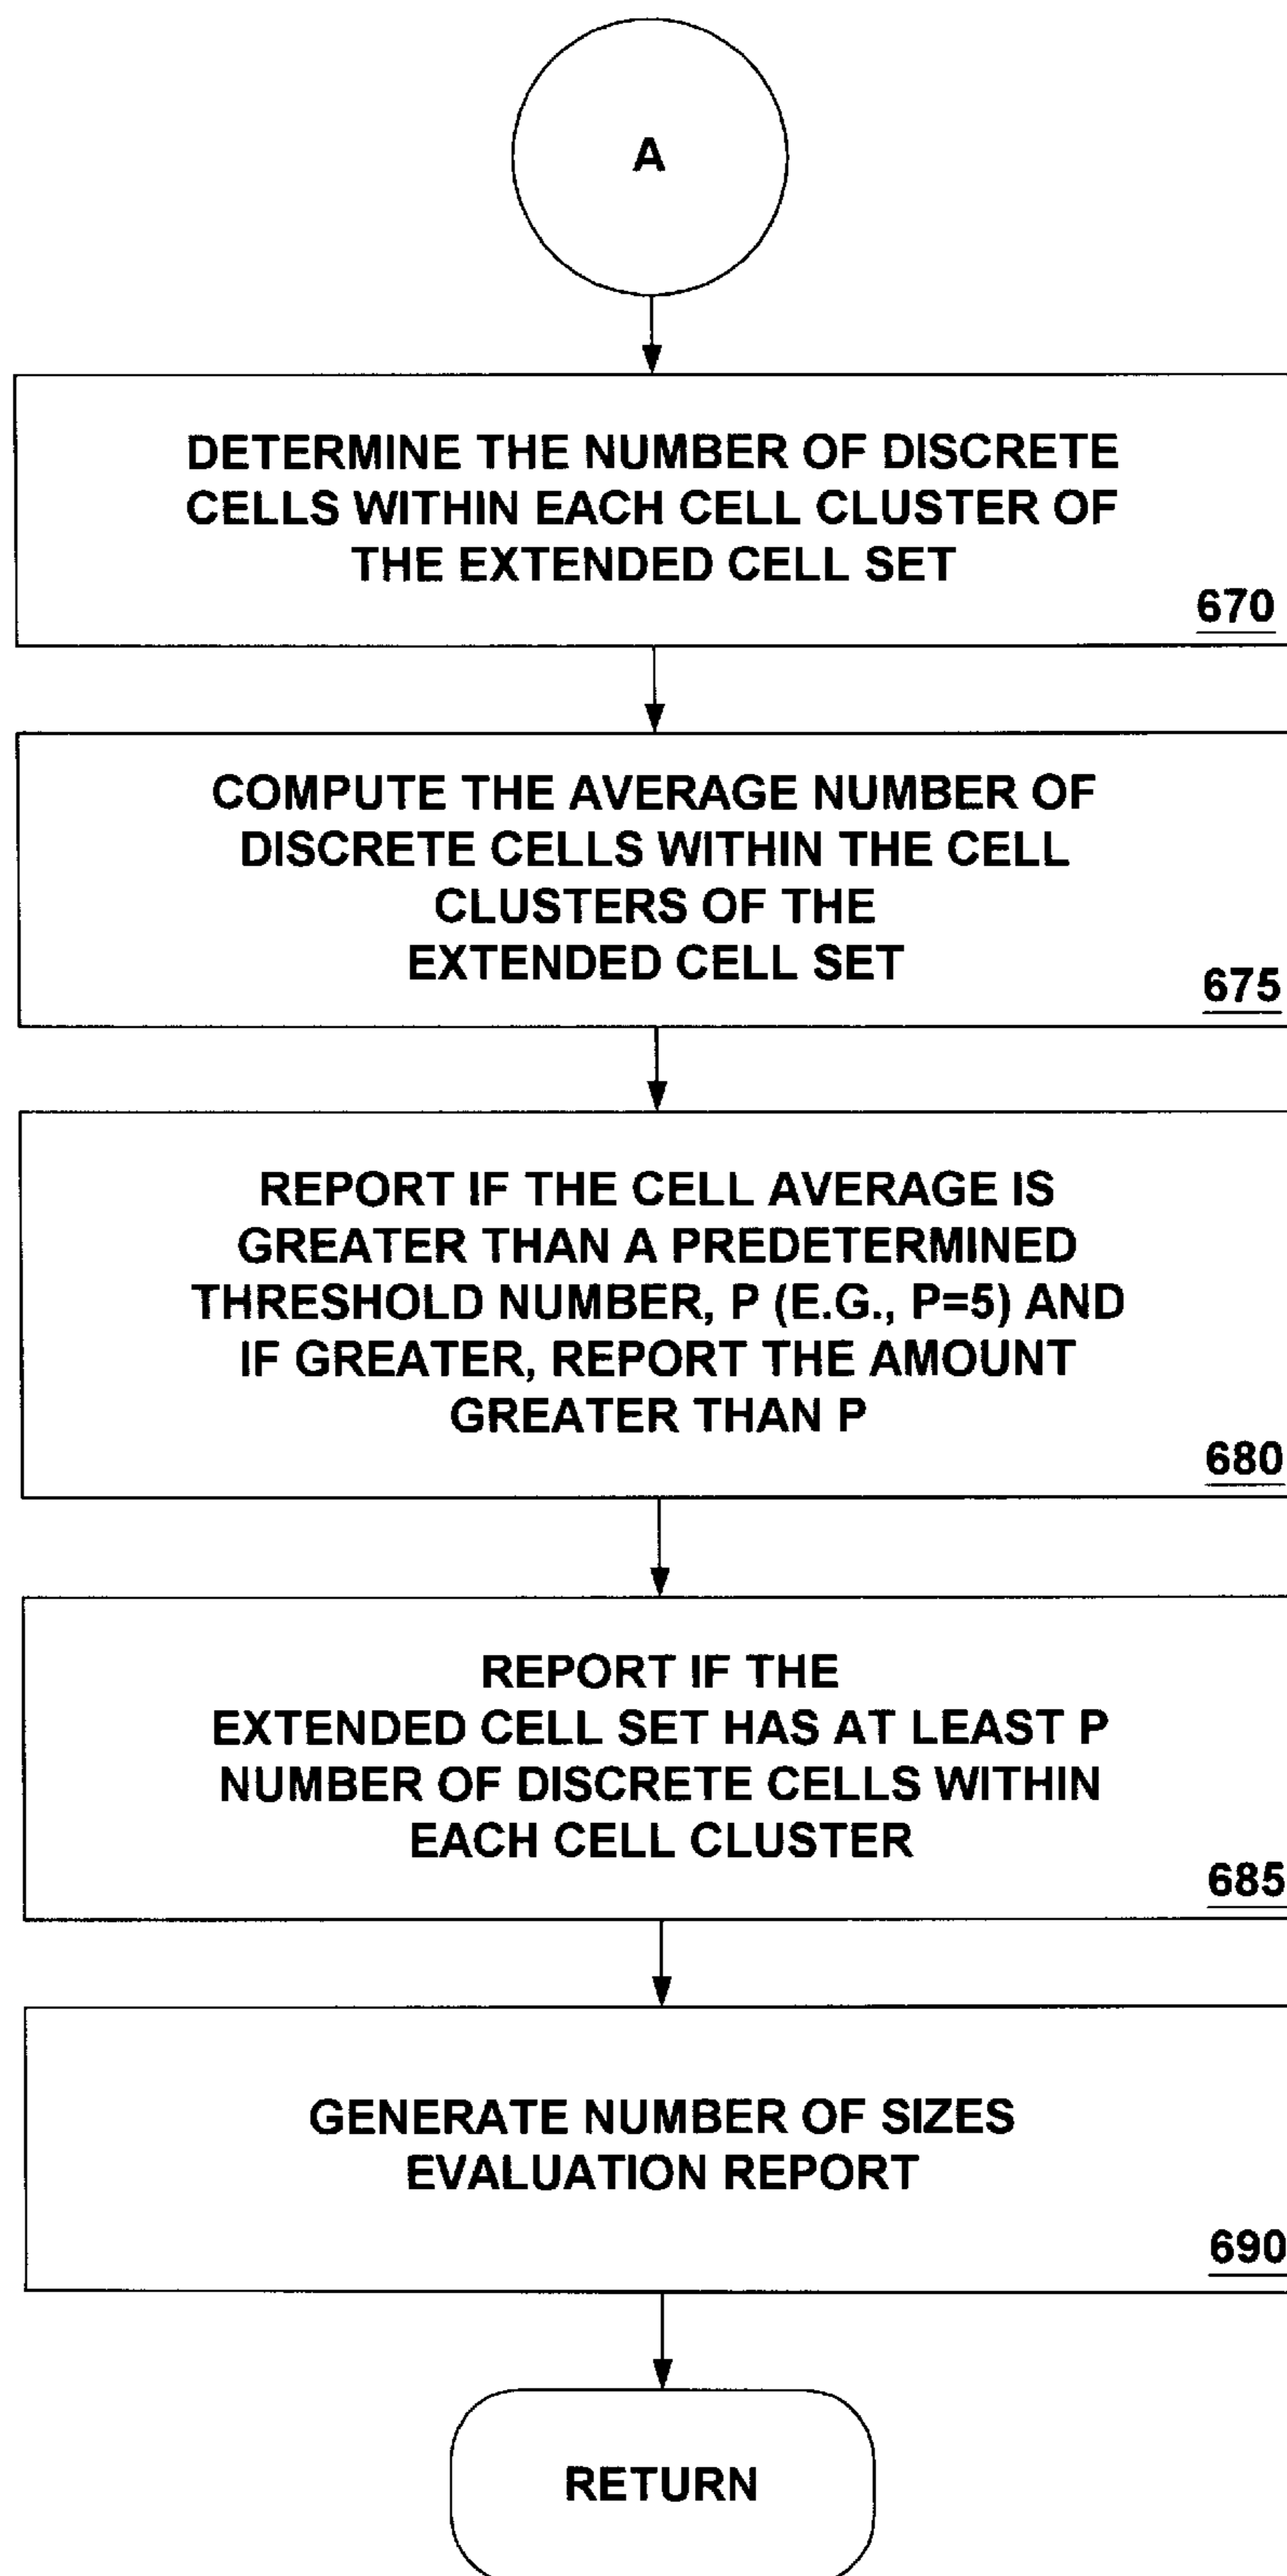 A
DETERMINE THE NUMBER OF DISCRETE
CELLS WITHIN EACH CELL CLUSTER OF
THE EXTENDED CELL SET
670
COMPUTE THE AVERAGE NUMBER OF
DISCRETE CELLS WITHIN THE CELL
CLUSTERS OF THE
EXTENDED CELL SET
675
REPORT IF THE CELL AVERAGE IS
GREATER THAN A PREDETERMINED
THRESHOLD NUMBER, P (E.G., P=5) AND
IF GREATER, REPORT THE AMOUNT
GREATER THAN P
680
REPORT IF THE
EXTENDED CELL SET HAS AT LEAST P
NUMBER OF DISCRETE CELLS WITHIN
EACH CELL CLUSTER
685
GENERATE NUMBER OF SIZES
EVALUATION REPORT
690
RETURN